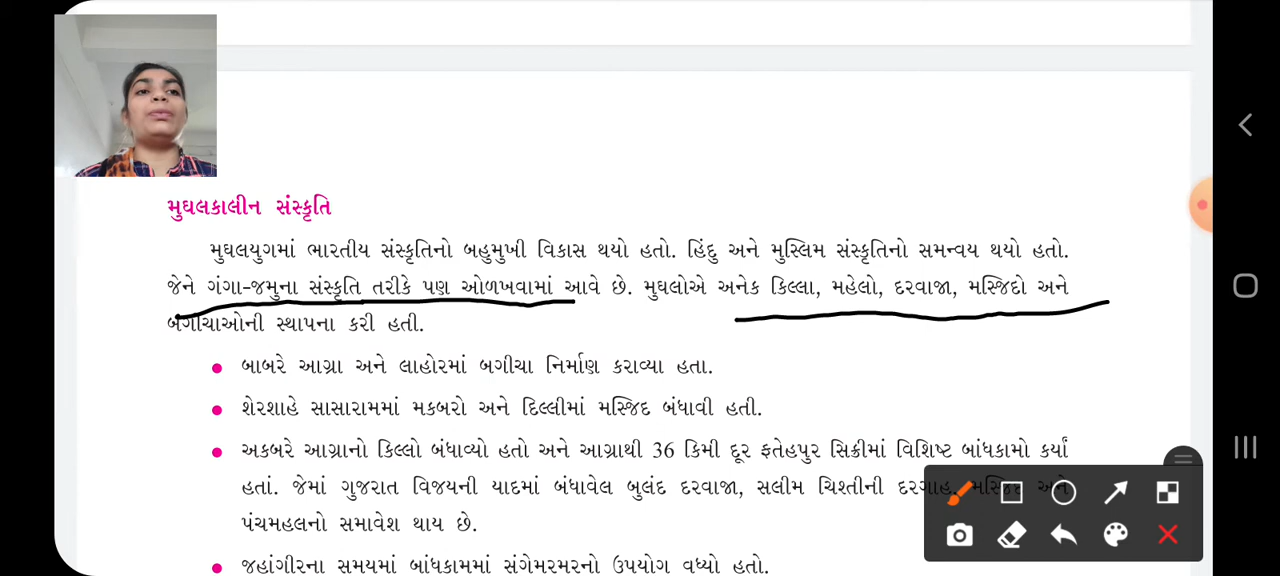 મુઘલકાલીન સંસ્કૃતિ
મુઘલયુગમાં ભારતીય સંસ્કૃતિનો બહુમુખી વિકાસ થયો હતો. હિંદુ અને મુસ્લિમ સંસ્કૃતિનો સમન્વય થયો હતો.
જેને ગંગા-જમુના સંસ્કૃતિ તરીકે પણ ઓળખવામાં આવે છે. મુઘલોએ અનેક કિલ્લા, મહેલો, દરવાજા, મસ્જિદો અને
બગીચાઓની સ્થાપના કરી હતી.
બાબરે આગ્રા અને લાહોરમાં બગીચા નિર્માણ કરાવ્યા હતા.
શેરશાહે સાસારામમાં મકબરો અને દિલ્લીમાં મસ્જિદ બંધાવી હતી.
અકબરે આગ્રાનો કિલ્લો બંધાવ્યો હતો અને આગ્રાથી 36 કિમી દૂર ફતેહપુર સિક્રીમાં વિશિષ્ટ બાંધકામો કર્યાં
હતાં. જેમાં ગુજરાત વિજયની યાદમાં બંધાવેલ બુલંદ દરવાજા, સલીમ ચિશ્તીની દરગાહ, મસ્જિદ અને
પંચમહલનો સમાવેશ થાય છે.
જહાંગીરના સમયમાં બાંધકામમાં સંગેમરમરનો ઉપયોગ વધ્યો હતો.